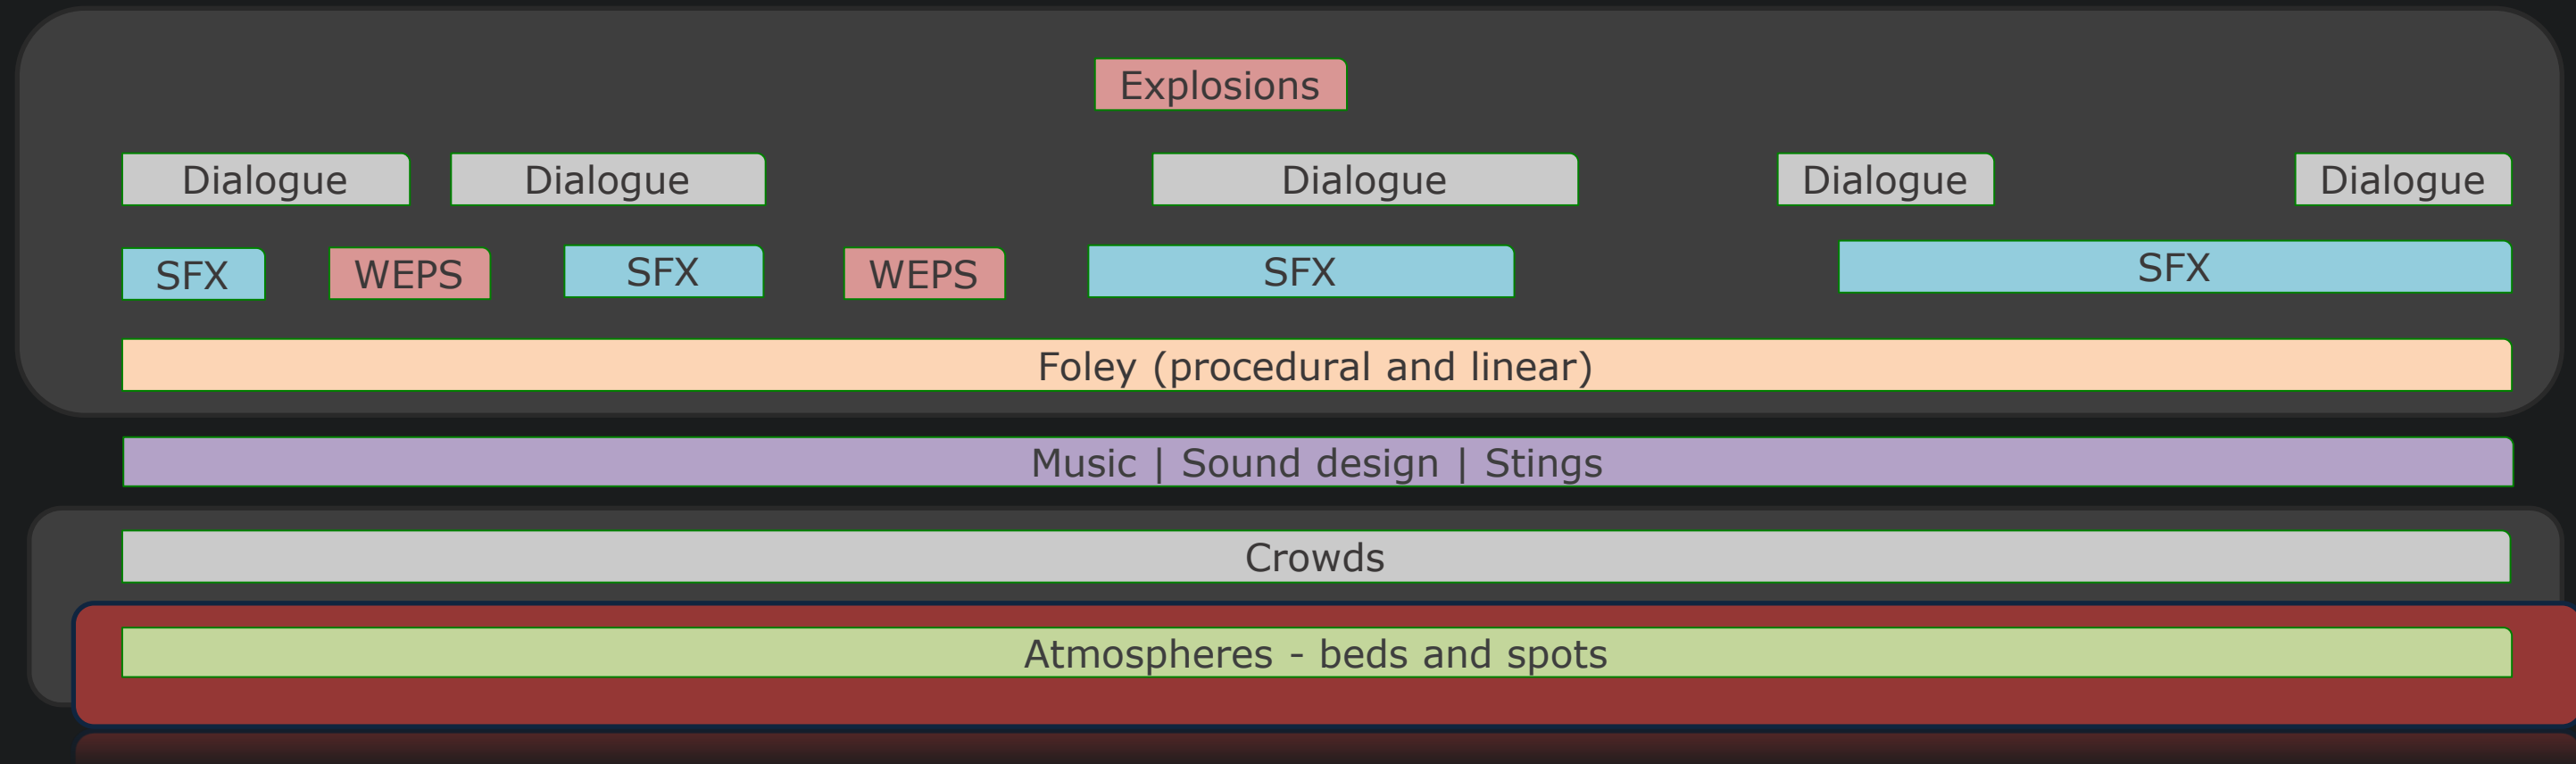 Explosions
Dialogue Dialogue Dialogue Dialogue Dialogue
SFX WEPS SFX WEPS SFX SFX
Foley (procedural and linear)
Music | Sound design | Stings
Crowds
Atmospheres - beds and spots